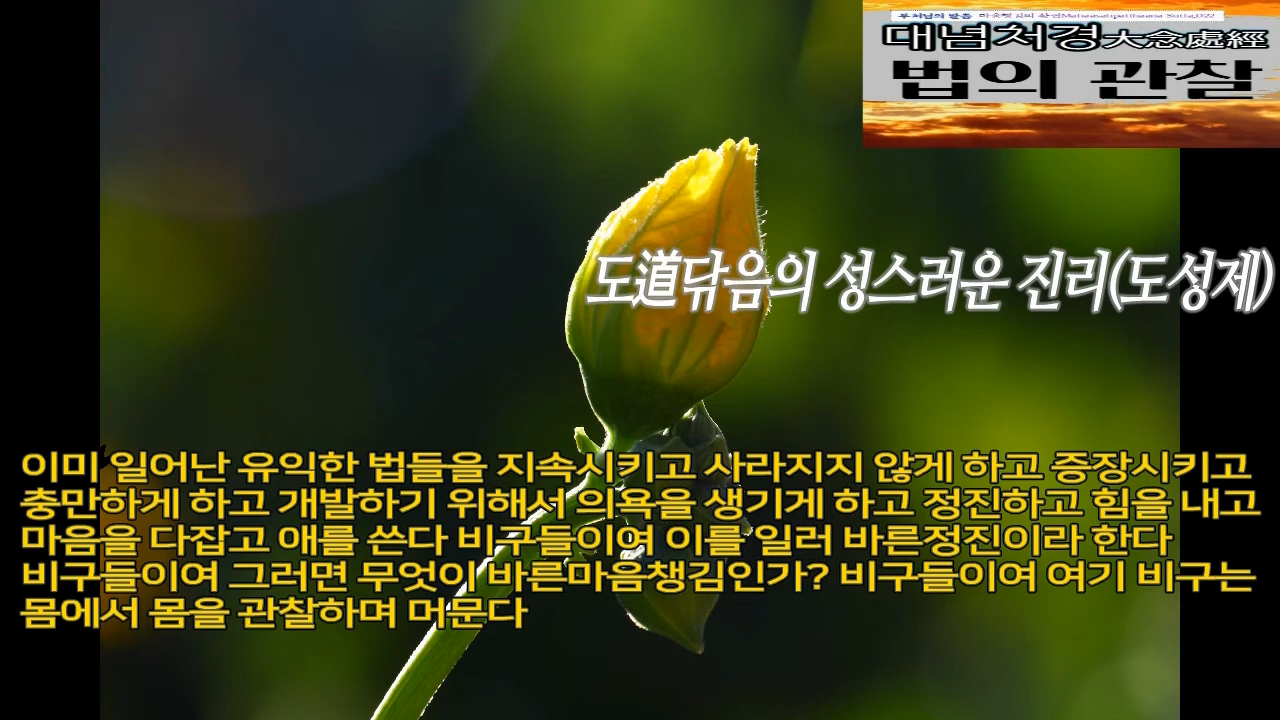 부처님의 말씀
대념처경大念處經
법의 관찰
도道닦음의 성스러운 진리(도성제)
이미 일어난 유익한 법들을 지속시키고 사라지지 않게 하고 증장시키고
충만하게 하고 개발하기 위해서 의욕을 생기게 하고 정진하고 힘을 내고
마음을 다잡고 애를 쓴다 비구들이여 이를 일러 바른정진이라 한다
비구들이여 그러면 무엇이 바른마음챙김인가? 비구들이여 여기 비구는
몸에서 몸을 관찰하며 머문다